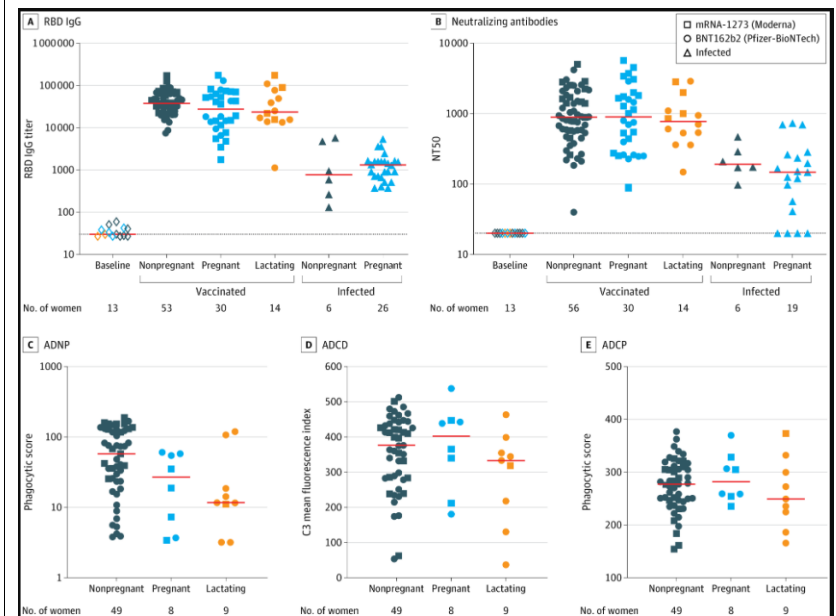 A RBD IgG
1000000
100000
10000
1000
100
10
RBD IgG titer
Baseline
Nonpregnant
Pregnant
Lactating
Nonpregnant
Pregnant
Vaccinated
Infected
No. of women 13 53 30 14 6 26
B Neutralizing antibodies
mRNA-1273 (Moderna)
BNT162b2 (Pfizer-BioNTech)
Infected
10000
1000
100
10
NT50
Baseline
Nonpregnant
Pregnant
Lactating
Nonpregnant
Pregnant
Vaccinated
Infected
No. of women 13 56 30 14 6 19
C ADNP
1000
100
10
1
Phagocytic score
Nonpregnant
Pregnant
Lactating
No. of women 49 8 9
D ADCD
600
500
400
300
200
100
0
C3 mean fluorescence index
Nonpregnant
Pregnant
Lactating
No. of women 49 8 9
E ADCP
500
400
300
200
100
Phagocytic score
Nonpregnant
Pregnant
Lactating
No. of women 49 8 9